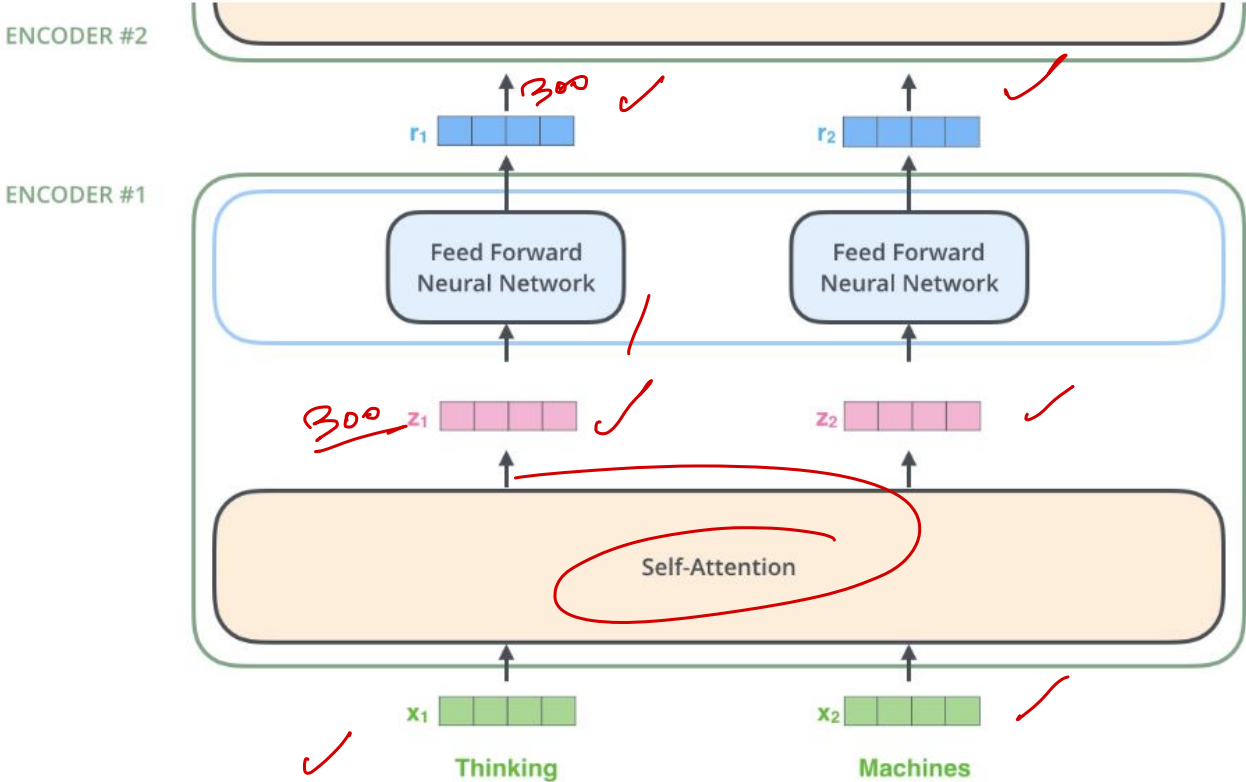 ENCODER #2
300
r₁ r₂
ENCODER #1
Feed Forward Neural Network
Feed Forward Neural Network
300 z₁ z₂
Self-Attention
x₁ x₂
Thinking Machines